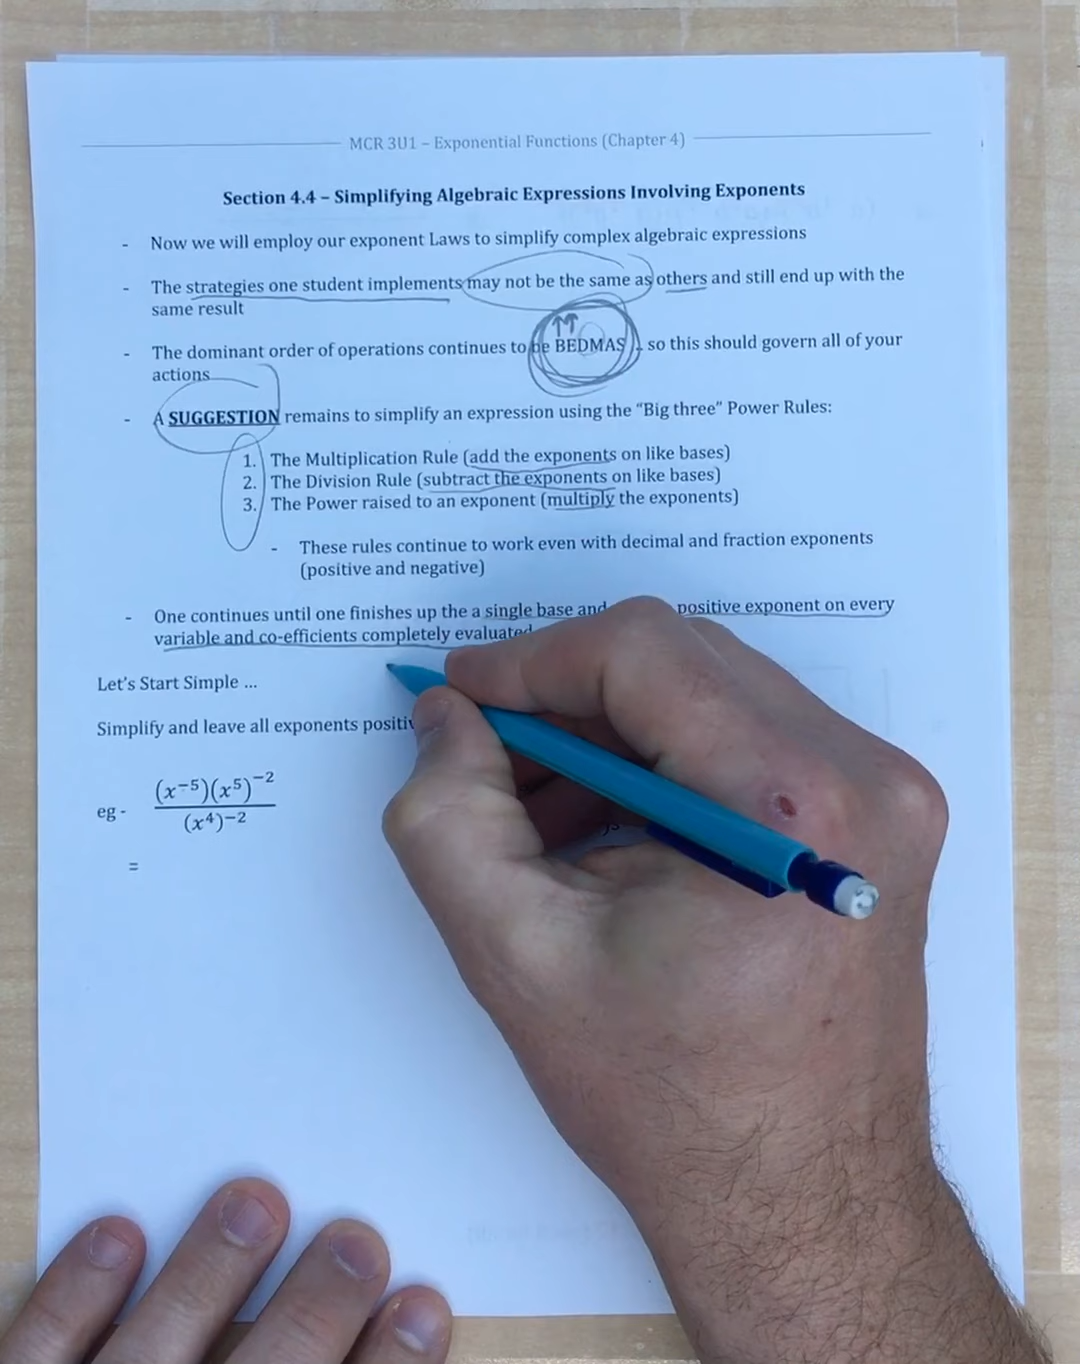 MCR 3U1 – Exponential Functions (Chapter 4)
Section 4.4 – Simplifying Algebraic Expressions Involving Exponents
- Now we will employ our exponent Laws to simplify complex algebraic expressions
- The strategies one student implements may not be the same as others and still end up with the
same result
- The dominant order of operations continues to be BEDMAS, so this should govern all of your
actions
- A SUGGESTION remains to simplify an expression using the “Big three” Power Rules:
1. The Multiplication Rule (add the exponents on like bases)
2. The Division Rule (subtract the exponents on like bases)
3. The Power raised to an exponent (multiply the exponents)
- These rules continue to work even with decimal and fraction exponents
(positive and negative)
- One continues until one finishes up the a single base and positive exponent on every
variable and co-efficients completely evaluated
Let's Start Simple ...
Simplify and leave all exponents
eg - (x⁻⁵)(x⁵)⁻²
(x⁴)⁻²
=